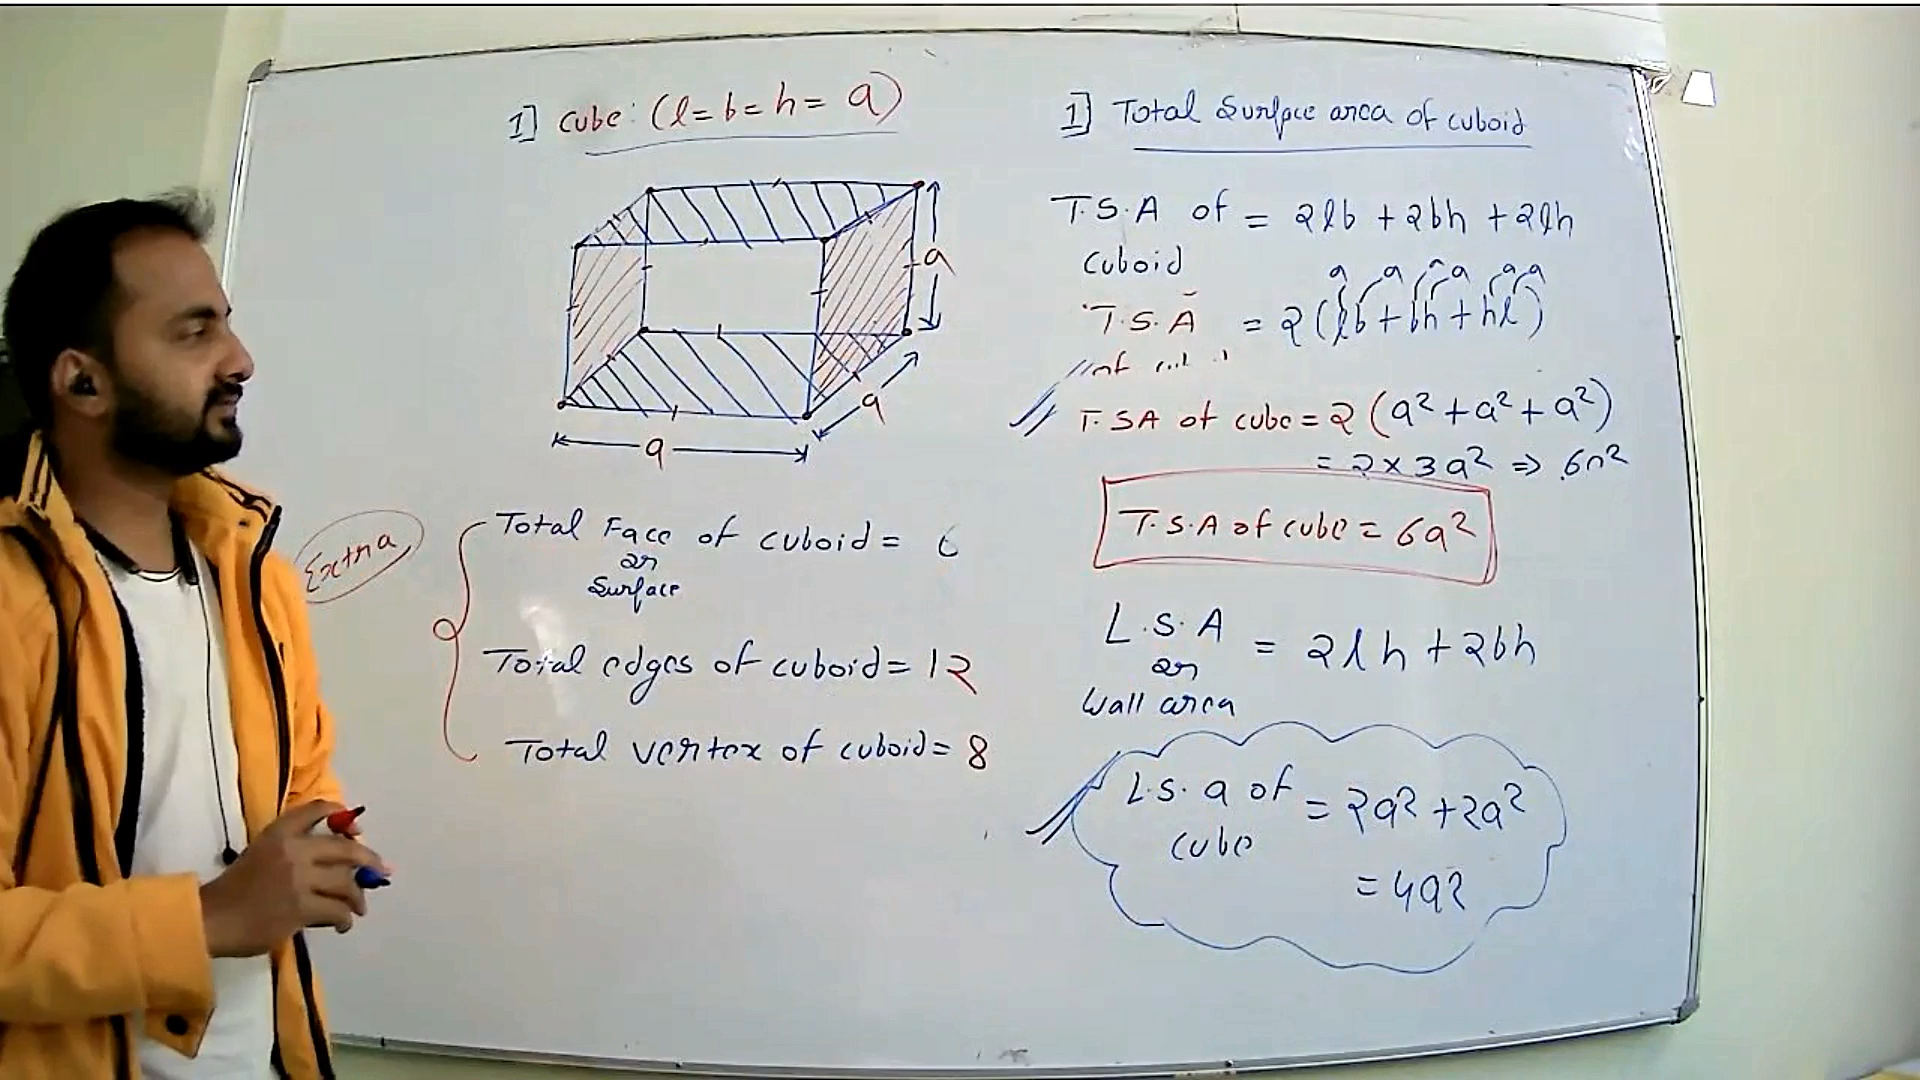 1] Cube: (l=b=h= a)
a
a
a
Extra
Total Face of cuboid = 6
or
Surface
Total edges of cuboid = 12
Total vertex of cuboid = 8
1] Total Surface area of cuboid
T.S.A of = 2lb + 2bh + 2lh
cuboid
a a a a a a
T.S.A = 2(lb + bh + hl)
of
T.SA of cube = 2 (a² + a² + a²)
= 2 x 3a² ⇒ 6a²
T.S.A of cube = 6a²
L.S.A = 2lh + 2bh
or
Wall area
L.S.a of = 2a² + 2a²
cube
= 4a²